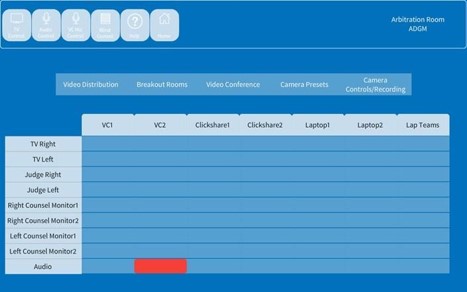 TV Control
Audio Control
VC Vol Control
Blind Control
Help
Home
Arbitration Room
ADGM
Video Distribution
Breakout Rooms
Video Conference
Camera Presets
Camera
Controls/Recording
VC1
VC2
Clickshare1
Clickshare2
Laptop1
Laptop2
Lap Teams
TV Right
TV Left
Judge Right
Judge Left
Right Counsel Monitor1
Right Counsel Monitor2
Left Counsel Monitor1
Left Counsel Monitor2
Audio